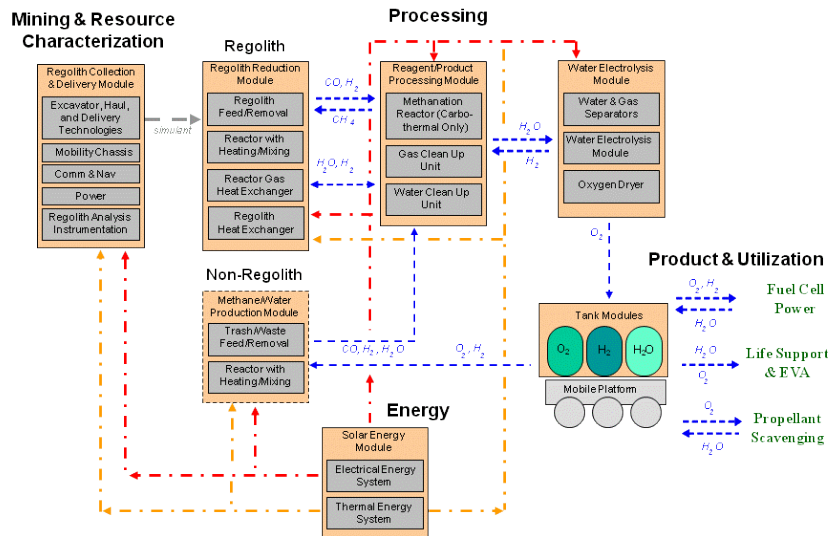 Mining & Resource
Characterization
Regolith Collection
& Delivery Module
Excavator, Haul,
and Delivery
Technologies
Mobility Chassis
Comm & Nav
Power
Regolith Analysis
Instrumentation
simulant
Regolith
Regolith Reduction
Module
Regolith
Feed/Removal
Reactor with
Heating/Mixing
Reactor Gas
Heat Exchanger
Regolith
Heat Exchanger
CO, H2
CH4
H2O, H2
Processing
Reagent/Product
Processing Module
Methanation
Reactor (Carbo-
thermal Only)
Gas Clean Up
Unit
Water Clean Up
Unit
H2O
H2
Water Electrolysis
Module
Water & Gas
Separators
Water Electrolysis
Module
Oxygen Dryer
O2
Non-Regolith
Methane/Water
Production Module
Trash/Waste
Feed/Removal
Reactor with
Heating/Mixing
CO, H2, H2O
O2, H2
Energy
Solar Energy
Module
Electrical Energy
System
Thermal Energy
System
Product & Utilization
Tank Modules
O2
H2
H2O
Mobile Platform
O2, H2
H2O
Fuel Cell
Power
H2O
O2
Life Support
& EVA
O2
H2O
Propellant
Scavenging